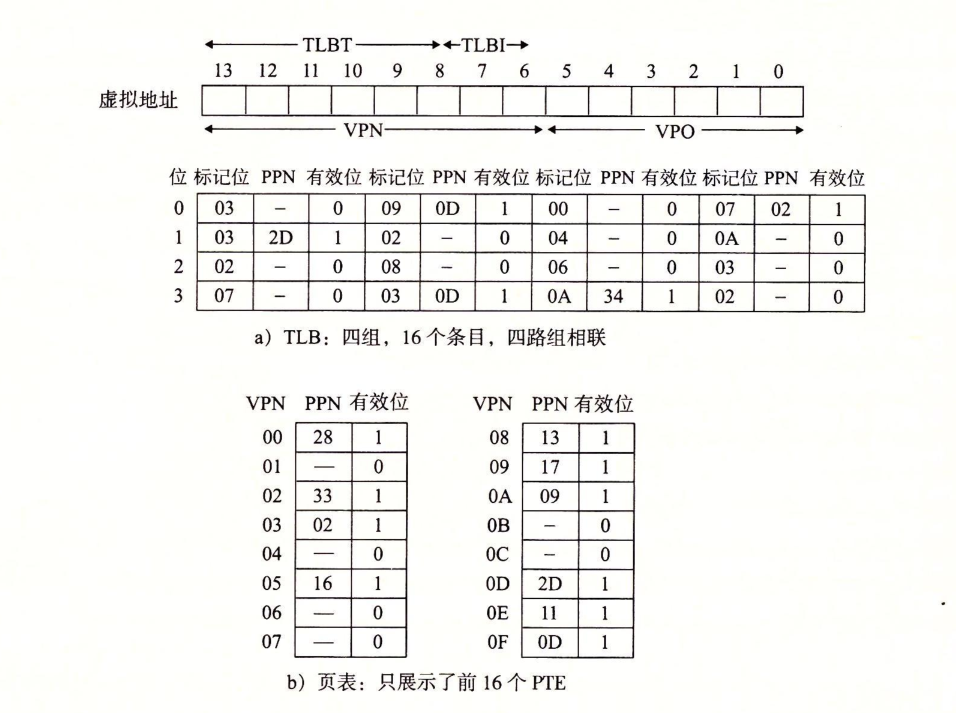 TLBT TLBI
13 12 11 10 9 8 7 6 5 4 3 2 1 0
虚拟地址
VPN VPO
位 标记位 PPN 有效位 标记位 PPN 有效位 标记位 PPN 有效位 标记位 PPN 有效位
0 03 – 0 09 0D 1 00 – 0 07 02 1
1 03 2D 1 02 – 0 04 – 0 0A – 0
2 02 – 0 08 – 0 06 – 0 03 – 0
3 07 – 0 03 0D 1 0A 34 1 02 – 0
a）TLB：四组，16 个条目，四路组相联
VPN PPN 有效位 VPN PPN 有效位
00 28 1 08 13 1
01 — 0 09 17 1
02 33 1 0A 09 1
03 02 1 0B – 0
04 — 0 0C – 0
05 16 1 0D 2D 1
06 — 0 0E 11 1
07 — 0 0F 0D 1
b）页表：只展示了前 16 个 PTE